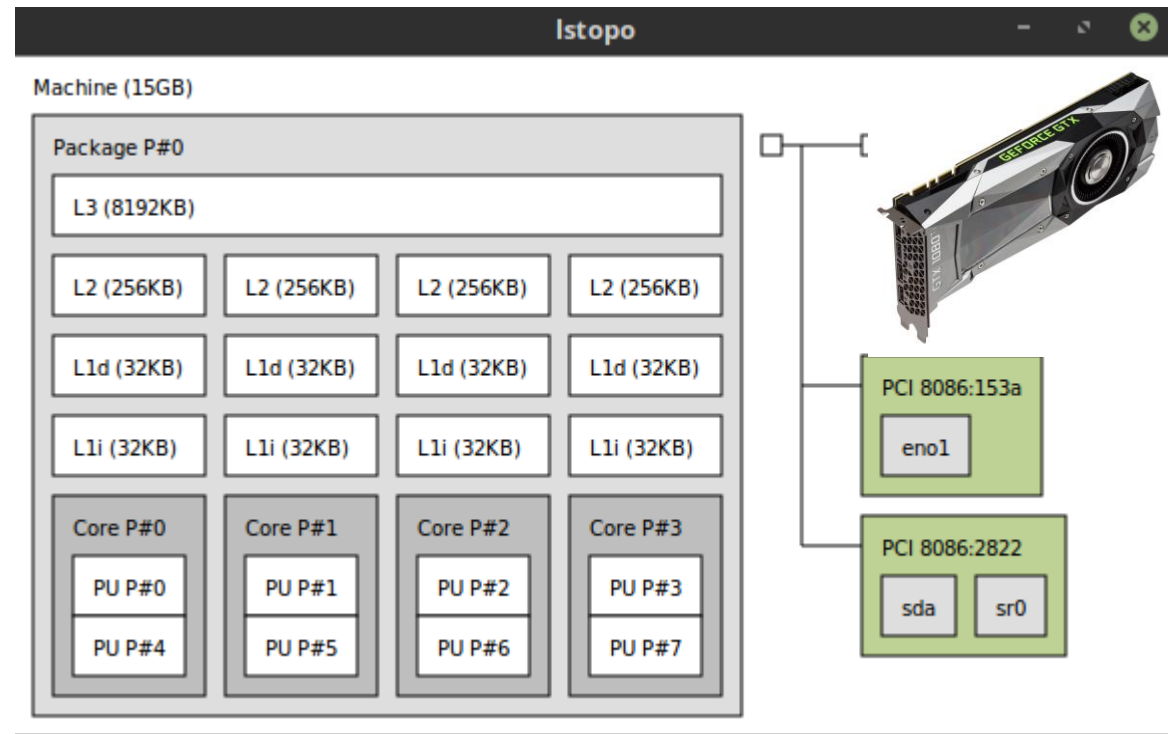 lstopo
Machine (15GB)
Package P#0
L3 (8192KB)
L2 (256KB) L2 (256KB) L2 (256KB) L2 (256KB)
L1d (32KB) L1d (32KB) L1d (32KB) L1d (32KB)
L1i (32KB) L1i (32KB) L1i (32KB) L1i (32KB)
Core P#0 Core P#1 Core P#2 Core P#3
PU P#0 PU P#1 PU P#2 PU P#3
PU P#4 PU P#5 PU P#6 PU P#7
GEFORCE GTX
GTX 1080
PCI 8086:153a
eno1
PCI 8086:2822
sda sr0